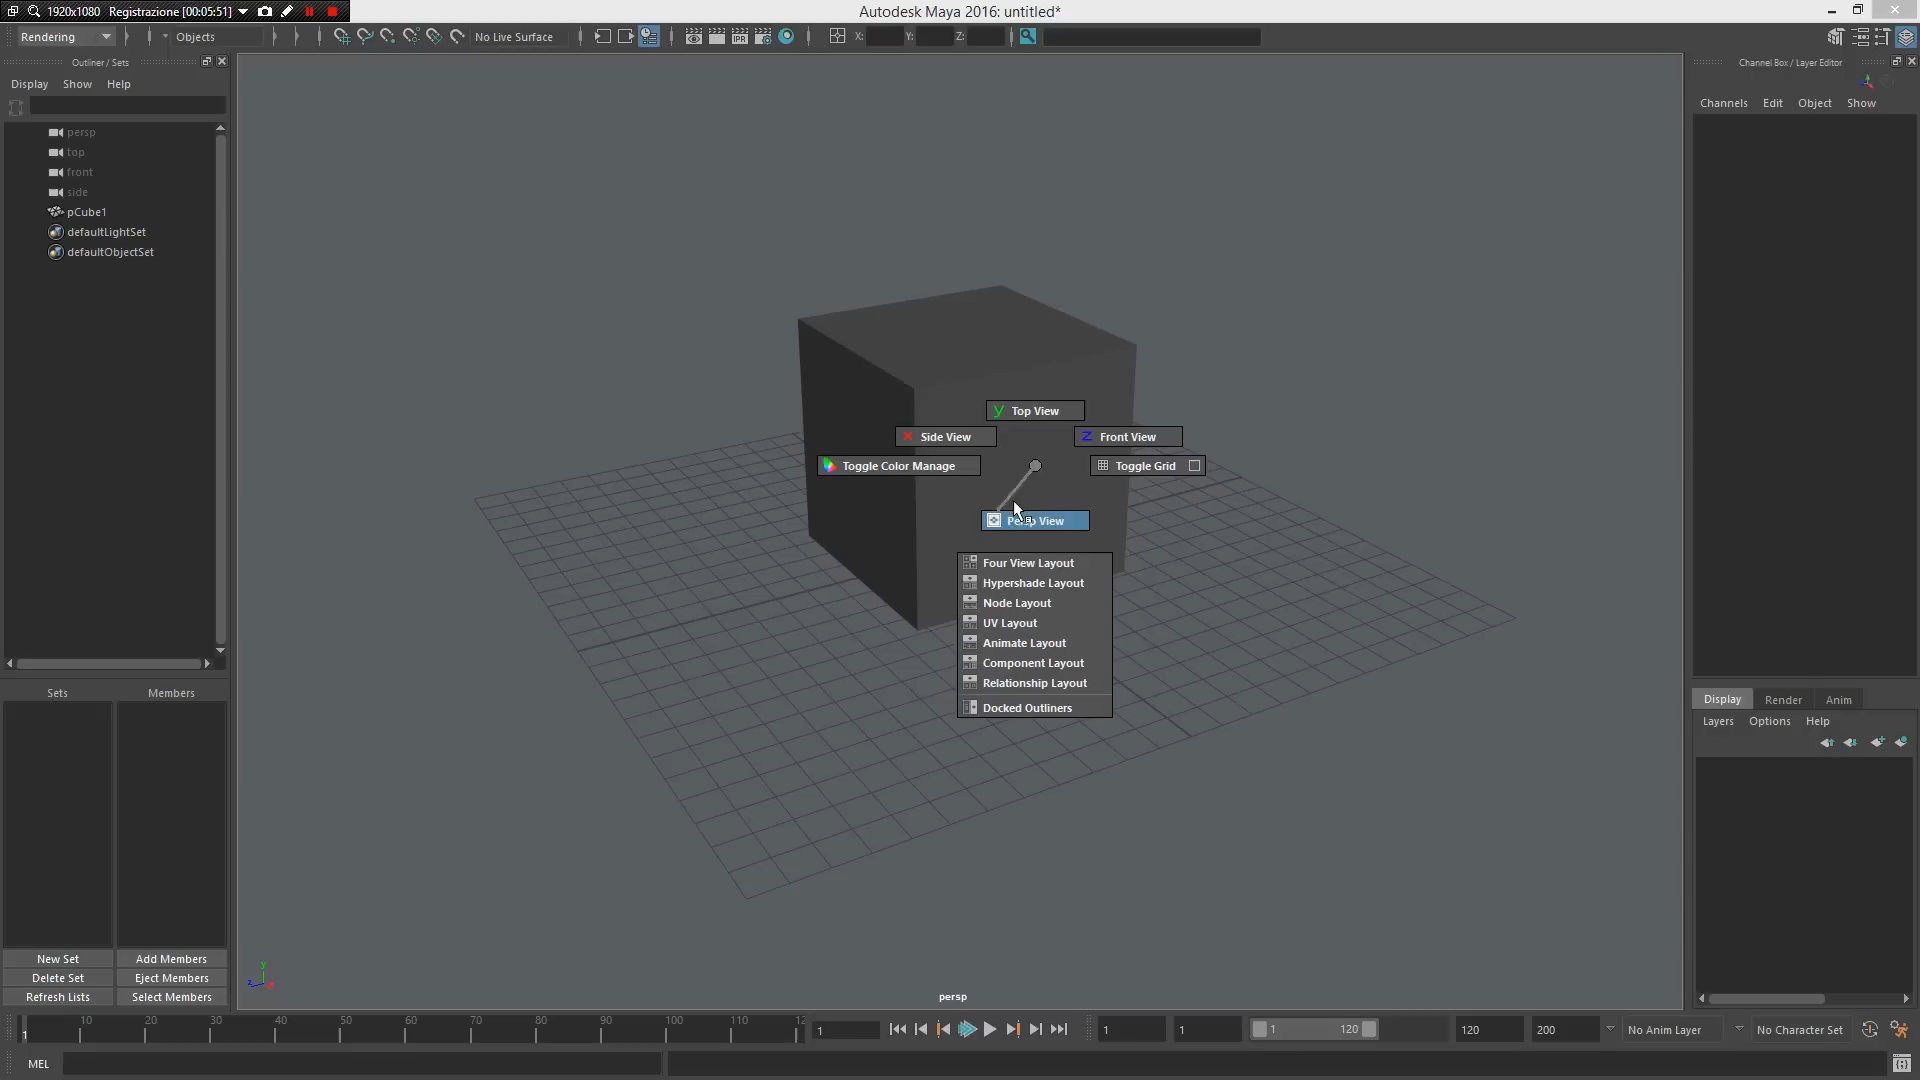 1920x1080 Registrazione [00:05:51]
Autodesk Maya 2016: untitled*
Rendering
Objects
No Live Surface
X:
Y:
Z:
IPR
Outliner / Sets
Channel Box / Layer Editor
Display Show Help
Channels Edit Object Show
persp
top
front
side
pCube1
defaultLightSet
defaultObjectSet
y Top View
Side View
Z Front View
Toggle Color Manage
Toggle Grid
Persp View
Four View Layout
Hypershade Layout
Node Layout
UV Layout
Animate Layout
Component Layout
Relationship Layout
Docked Outliners
Sets Members
Display Render Anim
Layers Options Help
New Set Add Members
Delete Set Eject Members
Refresh Lists Select Members
y
z
persp
10 20 30 40 50 60 70 80 90 100 110 12
1
1
1
1
1 120
120
200
No Anim Layer
No Character Set
MEL